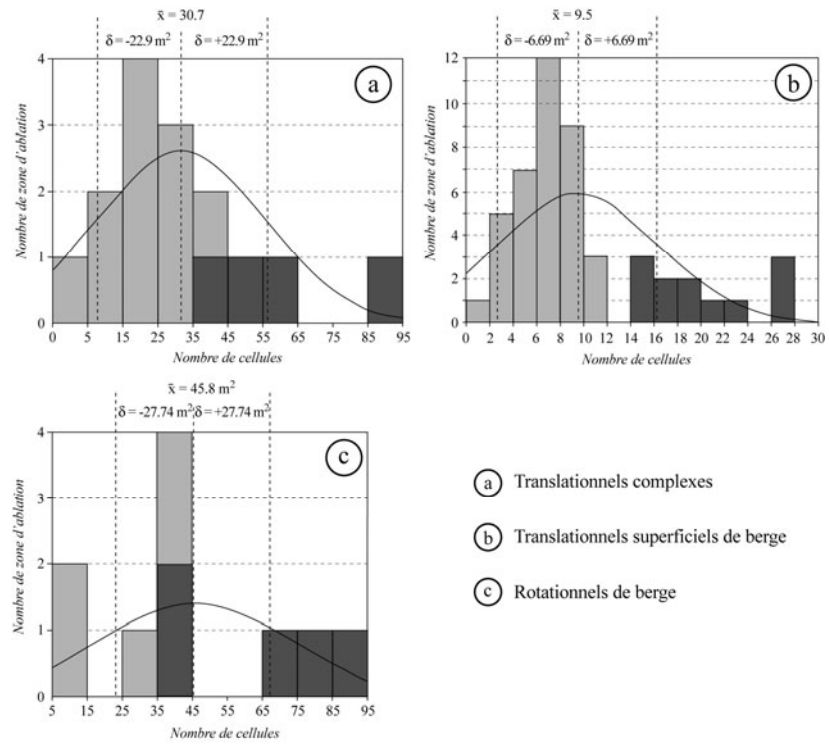 x̄ = 30.7
δ = -22.9 m² δ = +22.9 m²
Nombre de zone d'ablation
4
3
2
1
0
0 5 15 25 35 45 55 65 75 85 95
Nombre de cellules
a
x̄ = 9.5
δ = -6.69 m² δ = +6.69 m²
Nombre de zone d'ablation
12
10
8
6
4
2
0
0 2 4 6 8 10 12 14 16 18 20 22 24 26 28 30
Nombre de cellules
b
x̄ = 45.8 m²
δ = -27.74 m² δ = +27.74 m²
Nombre de zone d'ablation
4
3
2
1
0
5 15 25 35 45 55 65 75 85 95
Nombre de cellules
c
a Translationnels complexes
b Translationnels superficiels de berge
c Rotationnels de berge